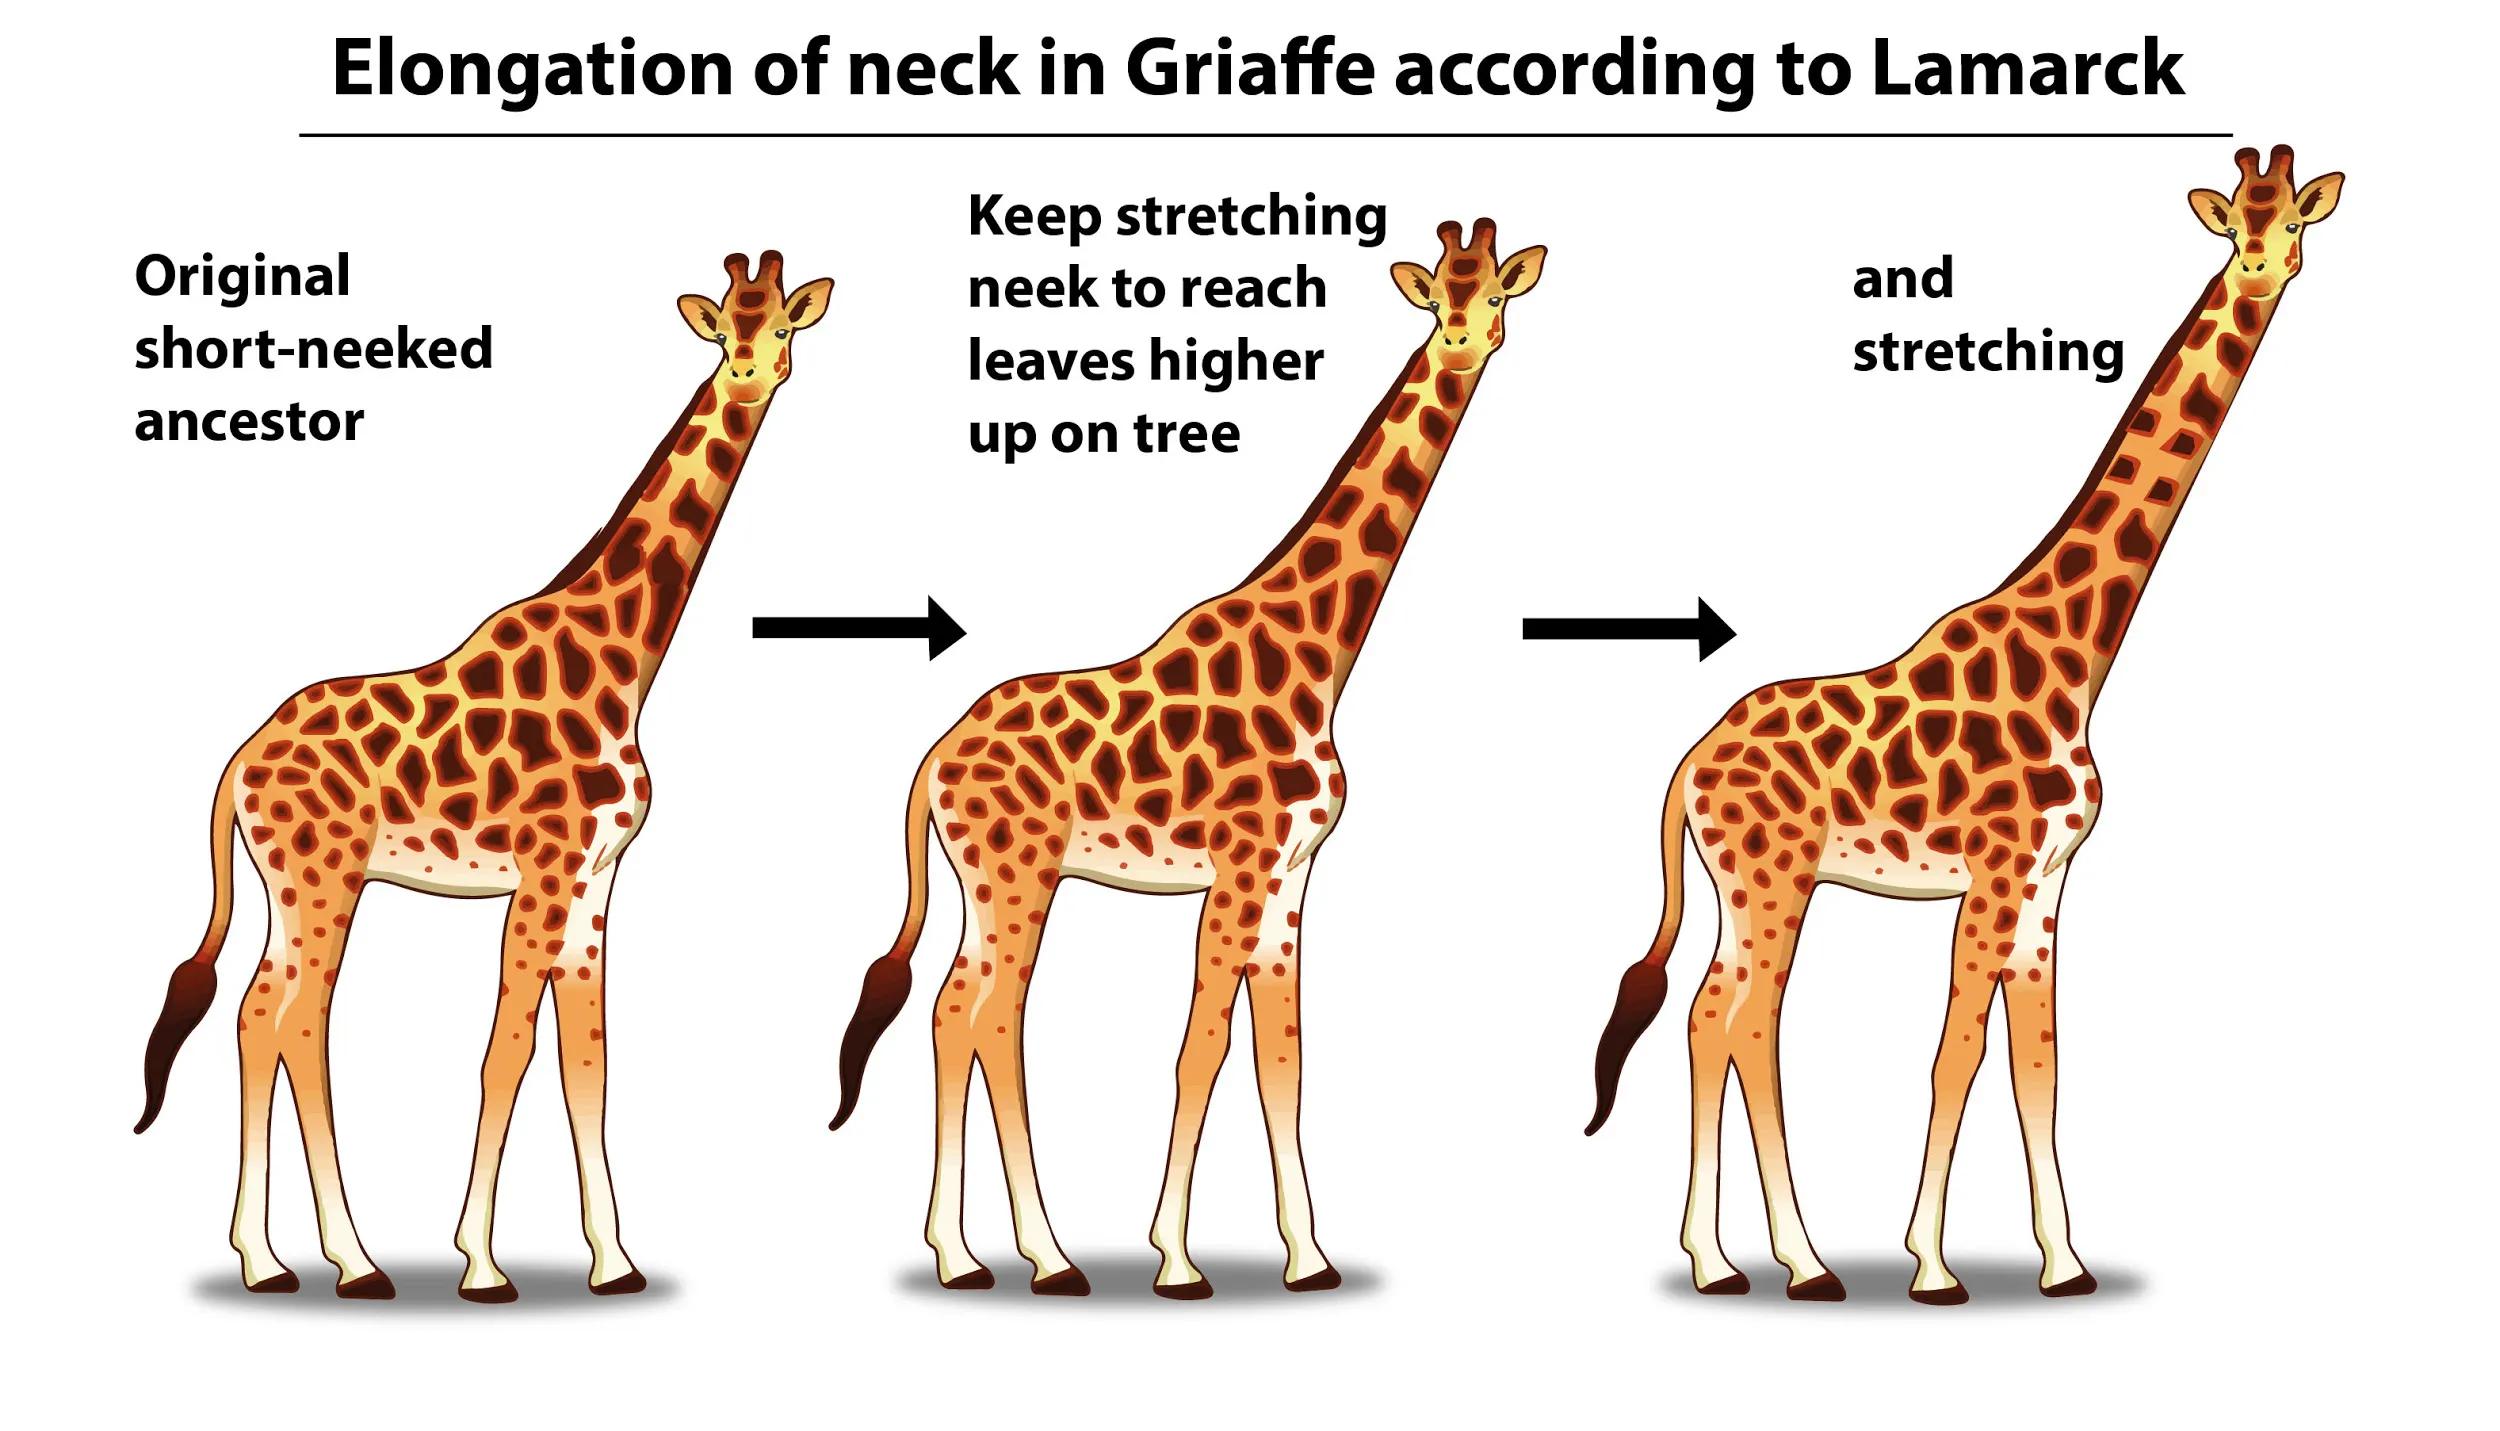 Elongation of neck in Griaffe according to Lamarck
Original
short-neeked
ancestor
Keep stretching
neek to reach
leaves higher
up on tree
and
stretching